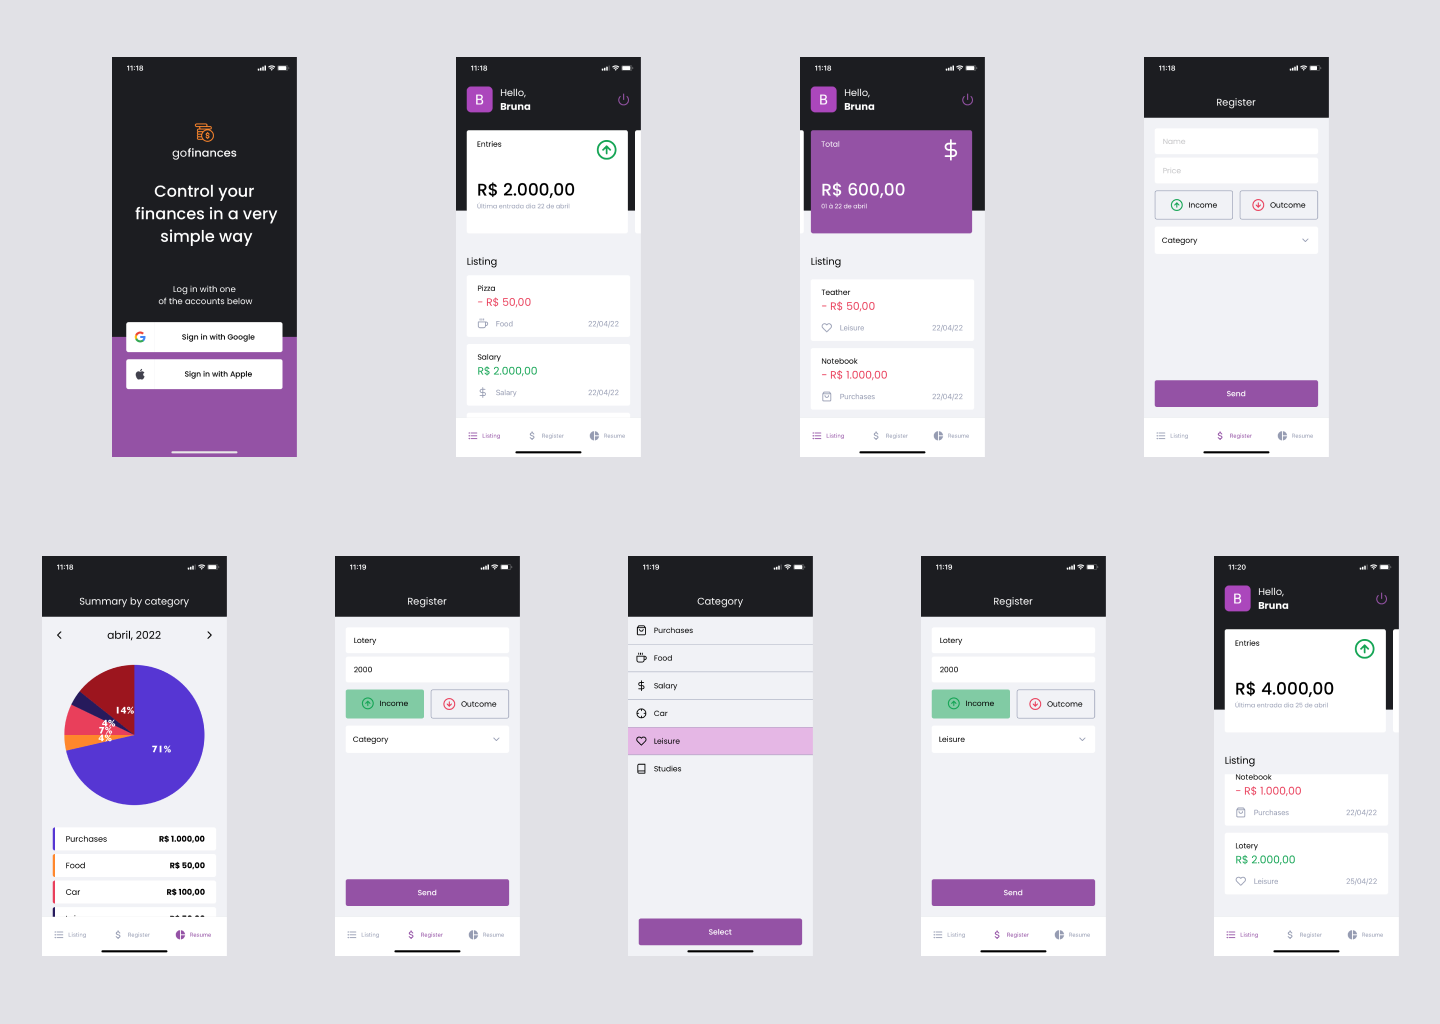 11:18
gofinances
Control your
finances in a very
simple way
Log in with one
of the accounts below
Sign in with Google
Sign in with Apple
11:18
B
Hello,
Bruna
Entries
R$ 2.000,00
Última entrada dia 22 de abril
Listing
Pizza
- R$ 50,00
Food
22/04/22
Salary
R$ 2.000,00
Salary
22/04/22
Listing
Register
Resume
11:18
B
Hello,
Bruna
Total
R$ 600,00
01 à 22 de abril
Listing
Teather
- R$ 50,00
Leisure
22/04/22
Notebook
- R$ 1.000,00
Purchases
22/04/22
Listing
Register
Resume
11:18
Register
Name
Price
Income
Outcome
Category
Send
Listing
Register
Resume
11:18
Summary by category
abril, 2022
14%
4%
7%
4%
71%
Purchases
R$ 1.000,00
Food
R$ 50,00
Car
R$ 100,00
Listing
Register
Resume
11:19
Register
Lotery
2000
Income
Outcome
Category
Send
Listing
Register
Resume
11:19
Category
Purchases
Food
Salary
Car
Leisure
Studies
Select
11:19
Register
Lotery
2000
Income
Outcome
Leisure
Send
Listing
Register
Resume
11:20
B
Hello,
Bruna
Entries
R$ 4.000,00
Última entrada dia 25 de abril
Listing
Notebook
- R$ 1.000,00
Purchases
22/04/22
Lotery
R$ 2.000,00
Leisure
25/04/22
Listing
Register
Resume